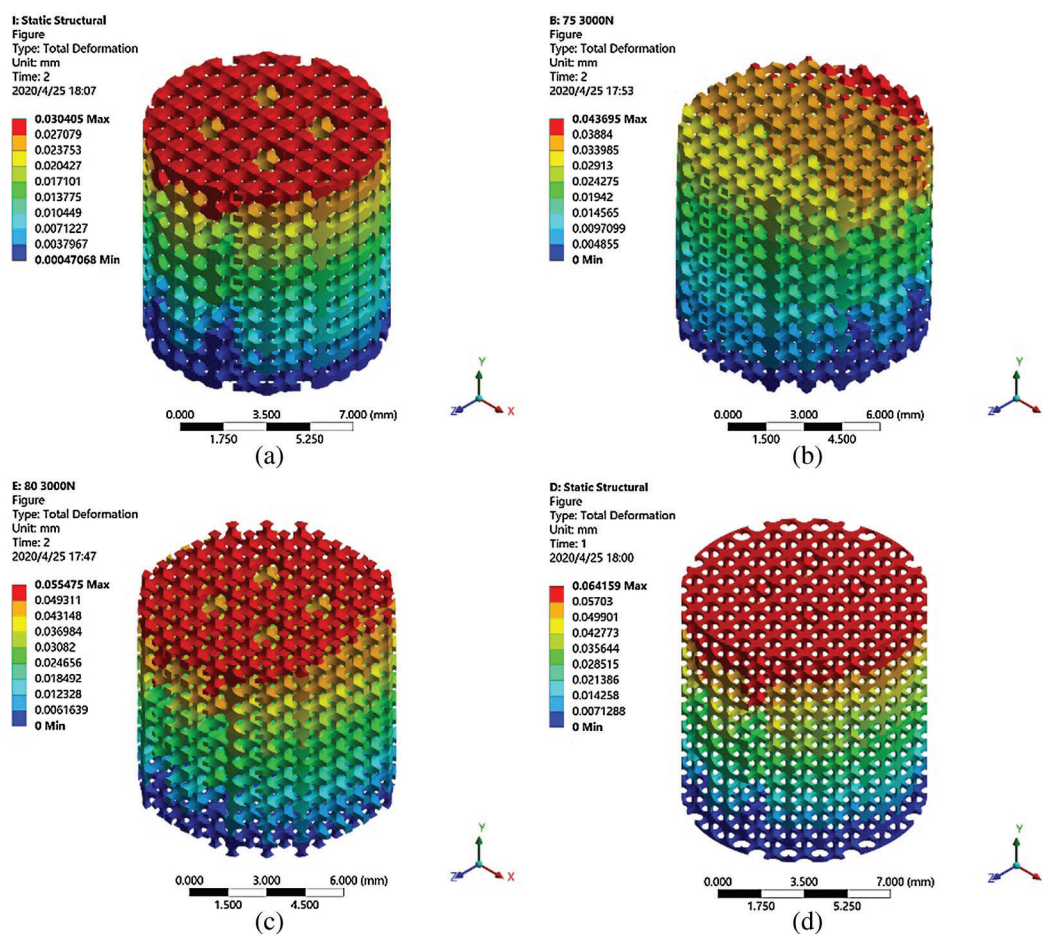 I: Static Structural
Figure
Type: Total Deformation
Unit: mm
Time: 2
2020/4/25 18:07
0.030405 Max
0.027079
0.023753
0.020427
0.017101
0.013775
0.010449
0.0071227
0.0037967
0.00047068 Min
Y
Z
X
0.000 3.500 7.000 (mm)
1.750 5.250
(a)
B: 75 3000N
Figure
Type: Total Deformation
Unit: mm
Time: 2
2020/4/25 17:53
0.043695 Max
0.03884
0.033985
0.02913
0.024275
0.01942
0.014565
0.0097099
0.004855
0 Min
Y
Z
0.000 3.000 6.000 (mm)
1.500 4.500
(b)
E: 80 3000N
Figure
Type: Total Deformation
Unit: mm
Time: 2
2020/4/25 17:47
0.055475 Max
0.049311
0.043148
0.036984
0.03082
0.024656
0.018492
0.012328
0.0061639
0 Min
Y
Z
X
0.000 3.000 6.000 (mm)
1.500 4.500
(c)
D: Static Structural
Figure
Type: Total Deformation
Unit: mm
Time: 1
2020/4/25 18:00
0.064159 Max
0.05703
0.049901
0.042773
0.035644
0.028515
0.021386
0.014258
0.0071288
0 Min
Y
Z
0.000 3.500 7.000 (mm)
1.750 5.250
(d)